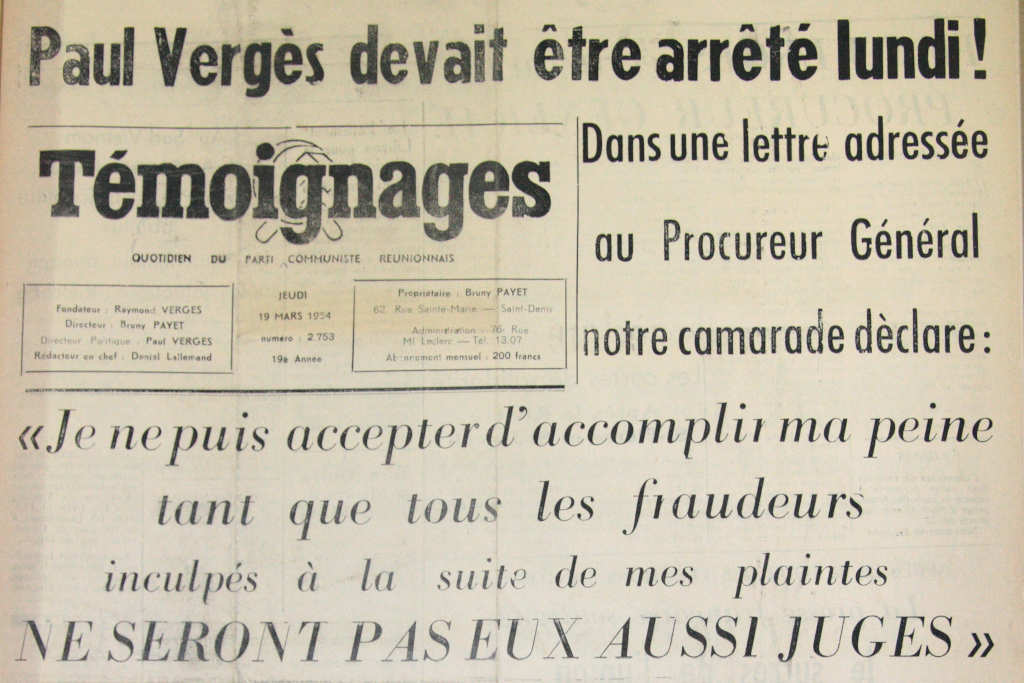 Paul Vergès devait être arrêté lundi !
Témoignages
QUOTIDIEN DU PARTI COMMUNISTE REUNIONNAIS
Fondateur : Raymond VERGES
Directeur : Bruny PAYET
Directeur Politique : Paul VERGES
Rédacteur en chef : Daniel Lallemand
JEUDI
19 MARS 1964
numéro : 2.753
19e Année
Propriétaire : Bruny PAYET
62, Rue Sainte-Marie — Saint-Denis
Administration : 76, Rue
Ml Leclerc — Tél. 13.07
Abonnement mensuel : 200 francs
Dans une lettre adressée
au Procureur Général
notre camarade dèclare :
«Je ne puis accepter d'accomplir ma peine
tant que tous les fraudeurs
inculpés à la suite de mes plaintes
NE SERONT PAS EUX AUSSI JUGES»